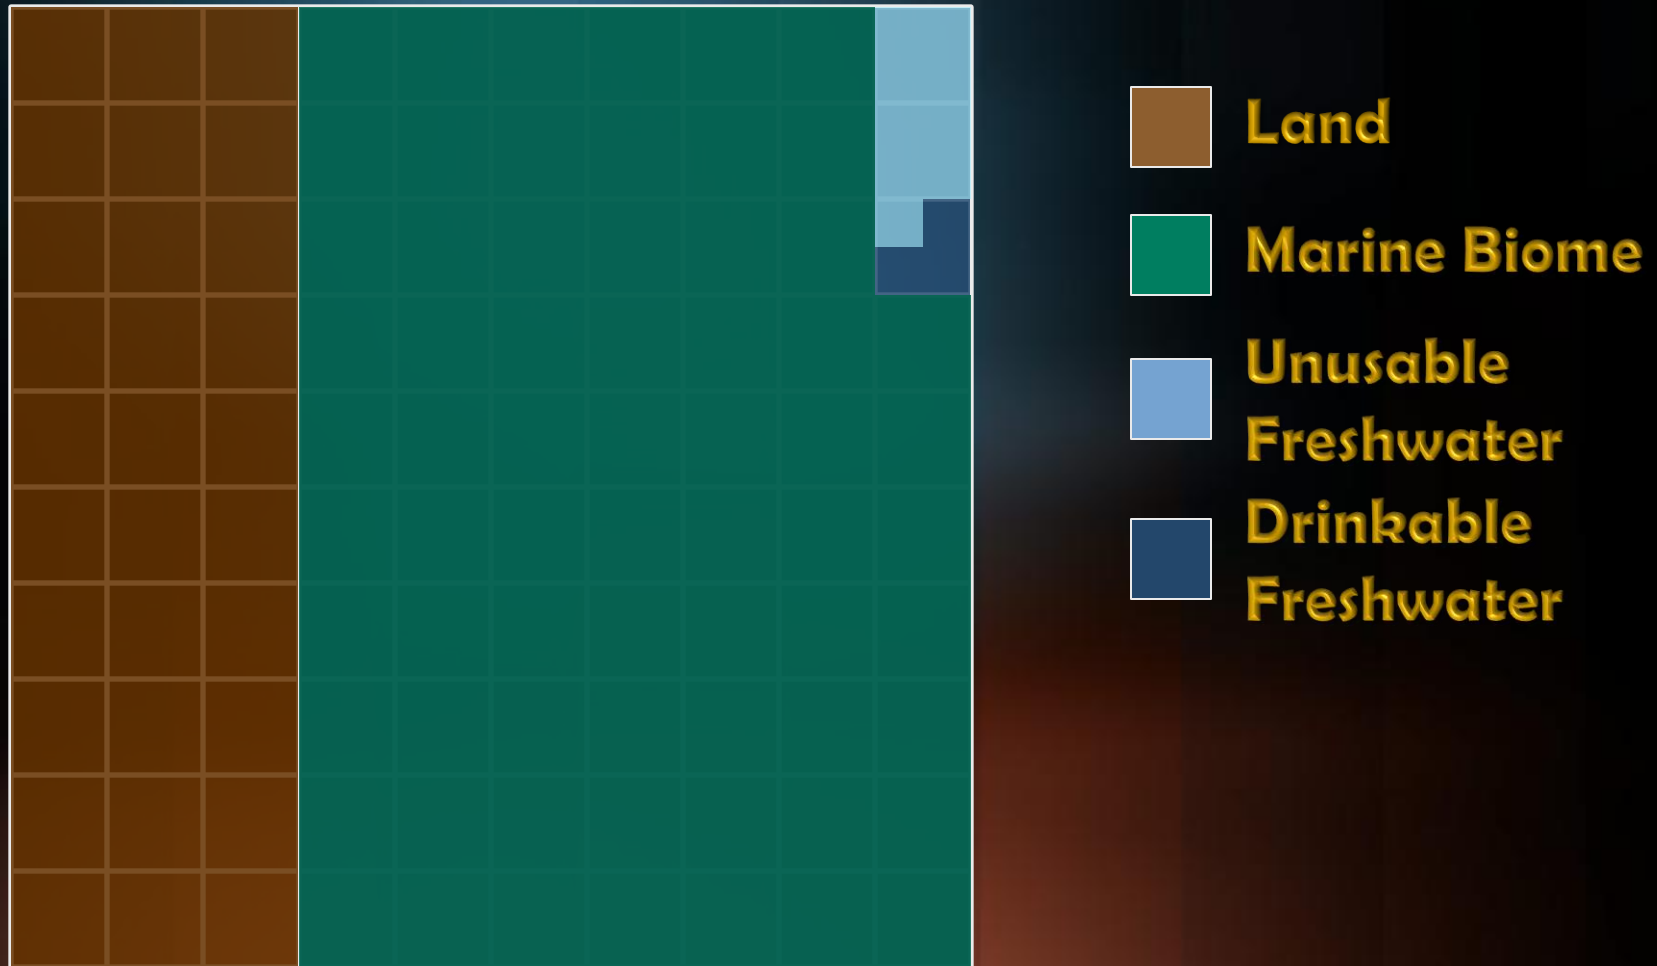 Land
Marine Biome
Unusable
Freshwater
Drinkable
Freshwater